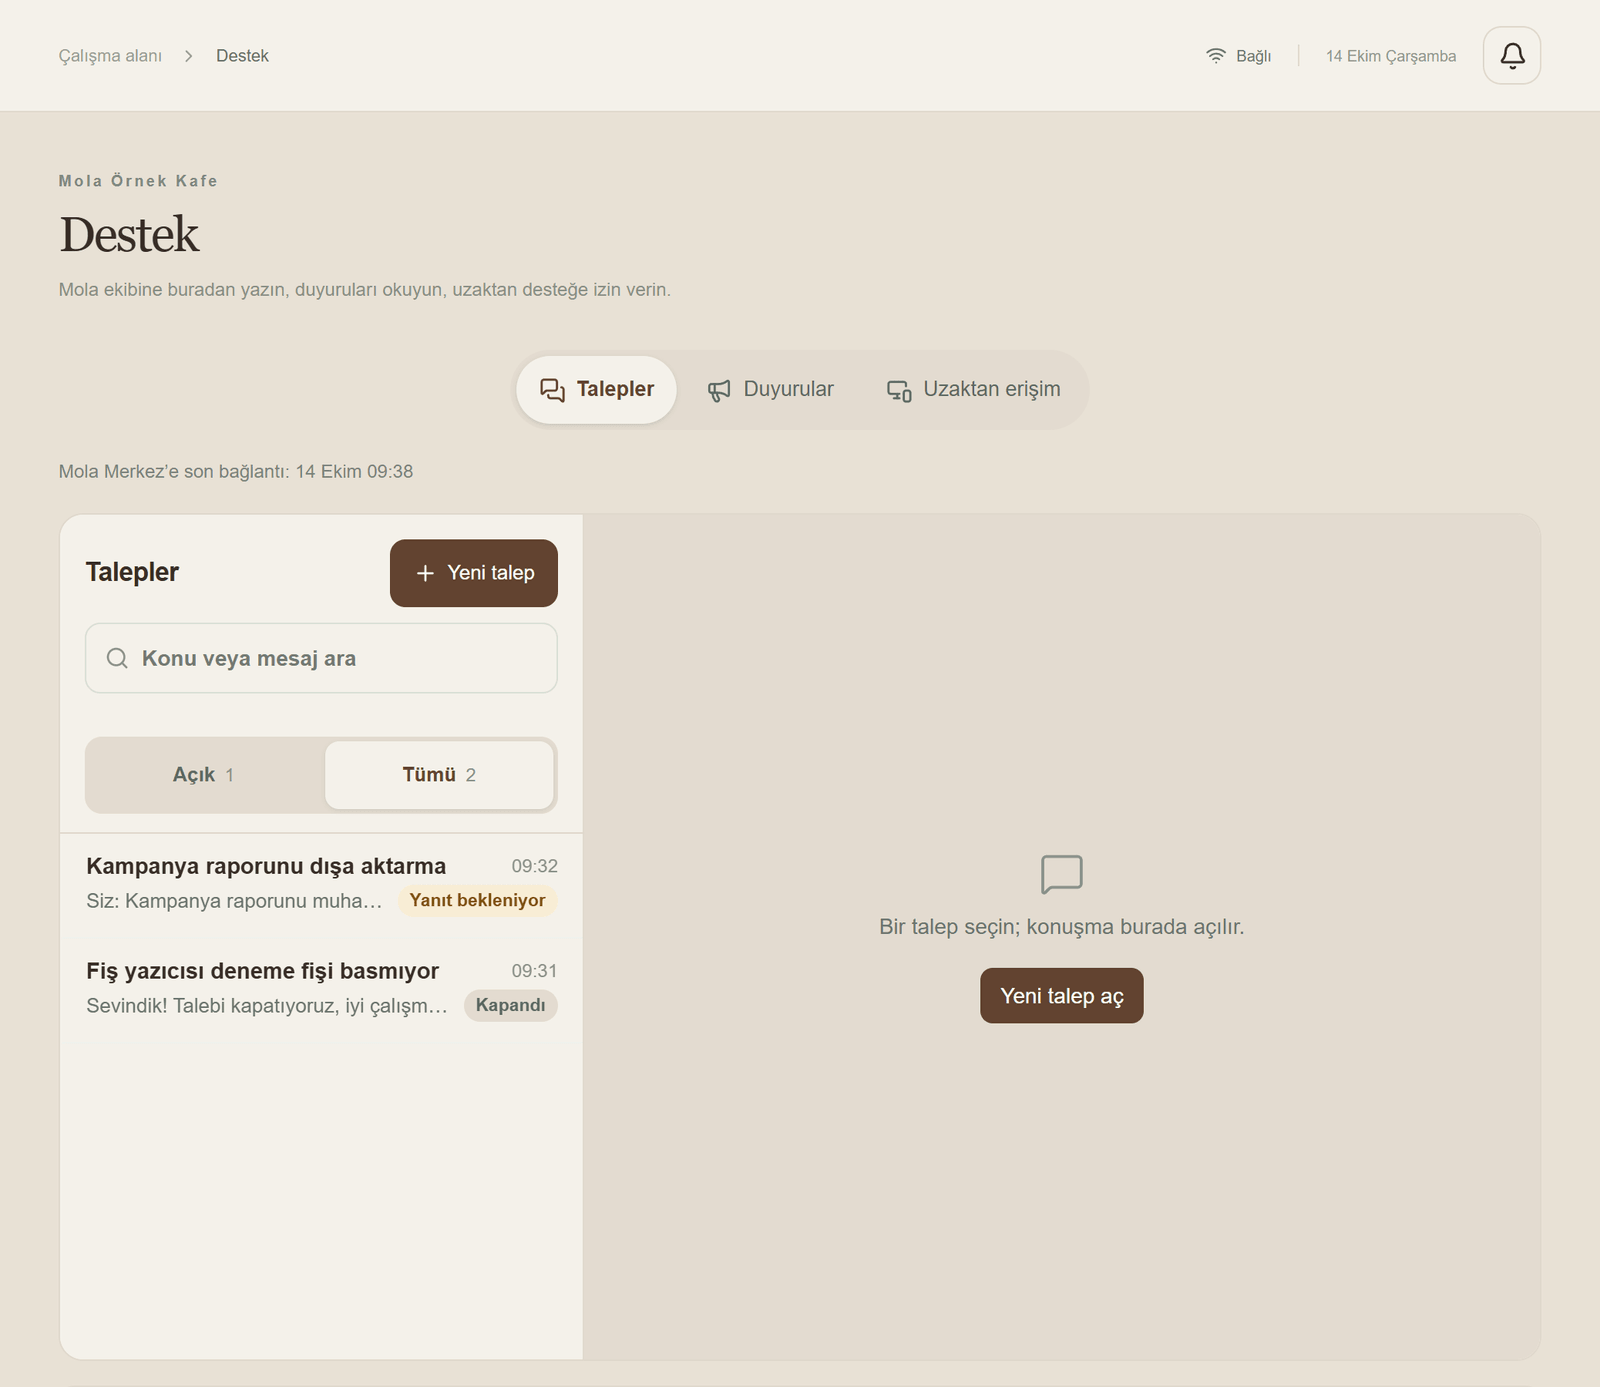 Çalışma alanı > Destek
Bağlı
14 Ekim Çarşamba
Mola Örnek Kafe
Destek
Mola ekibine buradan yazın, duyuruları okuyun, uzaktan desteğe izin verin.
Talepler
Duyurular
Uzaktan erişim
Mola Merkez’e son bağlantı: 14 Ekim 09:38
Talepler
+ Yeni talep
Konu veya mesaj ara
Açık 1
Tümü 2
Kampanya raporunu dışa aktarma 09:32
Siz: Kampanya raporunu muha… Yanıt bekleniyor
Fiş yazıcısı deneme fişi basmıyor 09:31
Sevindik! Talebi kapatıyoruz, iyi çalışm… Kapandı
Bir talep seçin; konuşma burada açılır.
Yeni talep aç